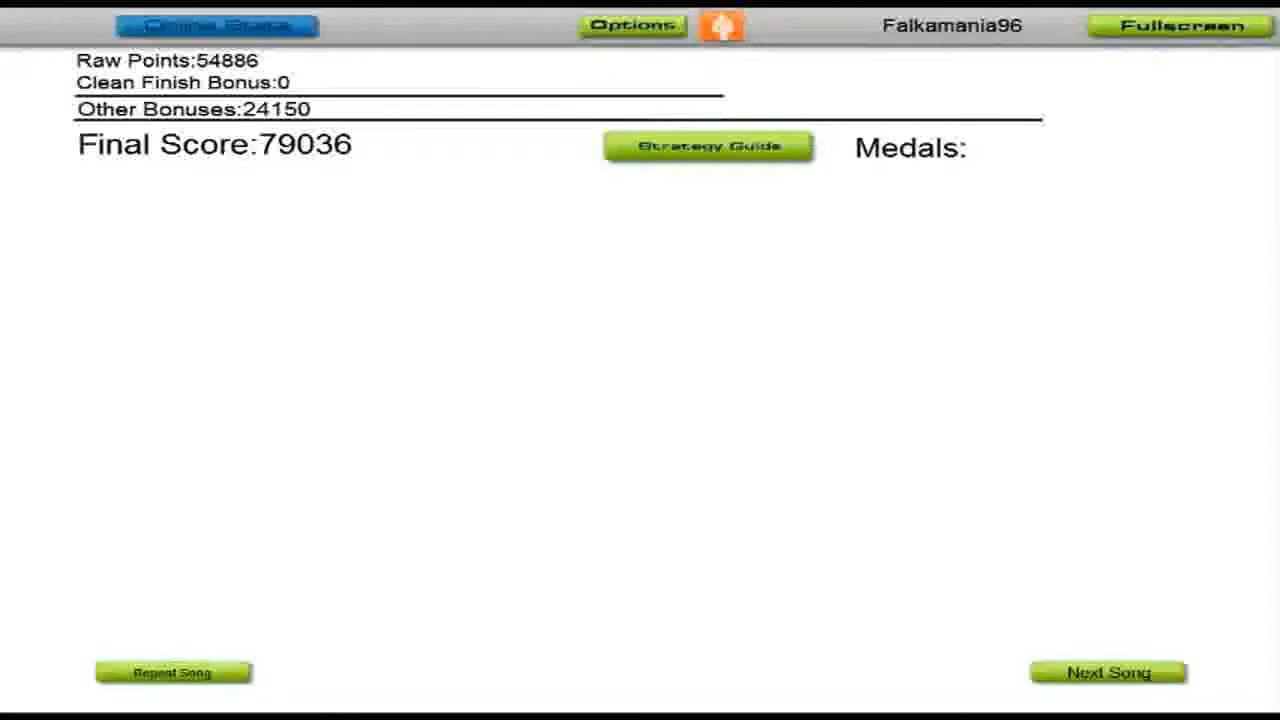 Options
Falkamania96
Fullscreen
Raw Points:54886
Clean Finish Bonus:0
Other Bonuses:24150
Final Score:79036
Strategy Guide
Medals:
Repeat Song
Next Song